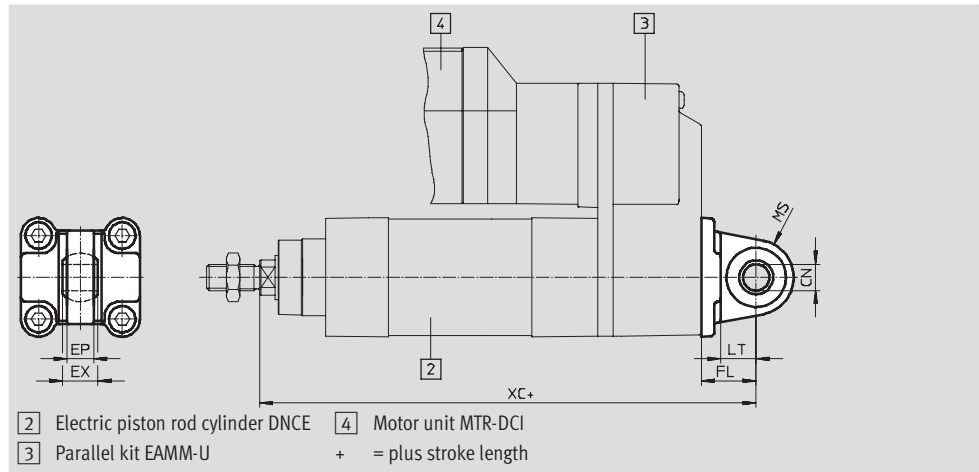 4
3
MS
CN
EP
EX
LT
FL
2
XC+
2 Electric piston rod cylinder DNCE
4 Motor unit MTR-DCI
3 Parallel kit EAMM-U
+ = plus stroke length